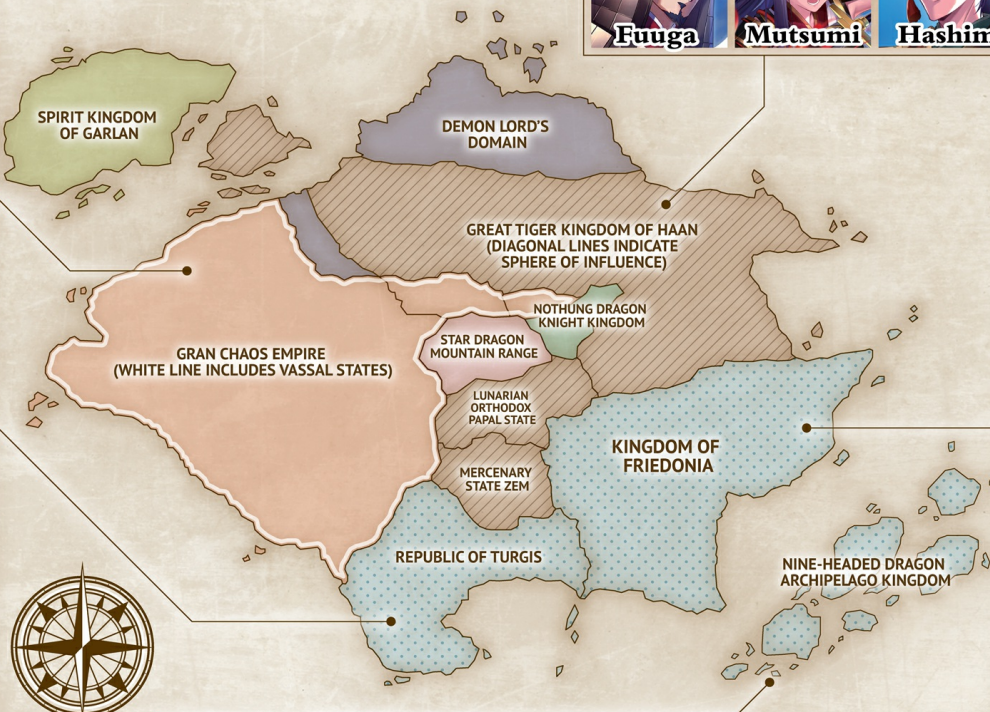 Fuuga
Mutsumi
Hashim
SPIRIT KINGDOM
OF GARLAN
DEMON LORD'S
DOMAIN
GREAT TIGER KINGDOM OF HAAN
(DIAGONAL LINES INDICATE
SPHERE OF INFLUENCE)
NOTHUNG DRAGON
KNIGHT KINGDOM
STAR DRAGON
MOUNTAIN RANGE
GRAN CHAOS EMPIRE
(WHITE LINE INCLUDES VASSAL STATES)
LUNARIAN
ORTHODOX
PAPAL STATE
KINGDOM OF
FRIEDONIA
MERCENARY
STATE ZEM
REPUBLIC OF TURGIS
NINE-HEADED DRAGON
ARCHIPELAGO KINGDOM